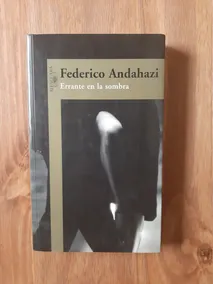 Federico Andahazi
Errante en la sombra